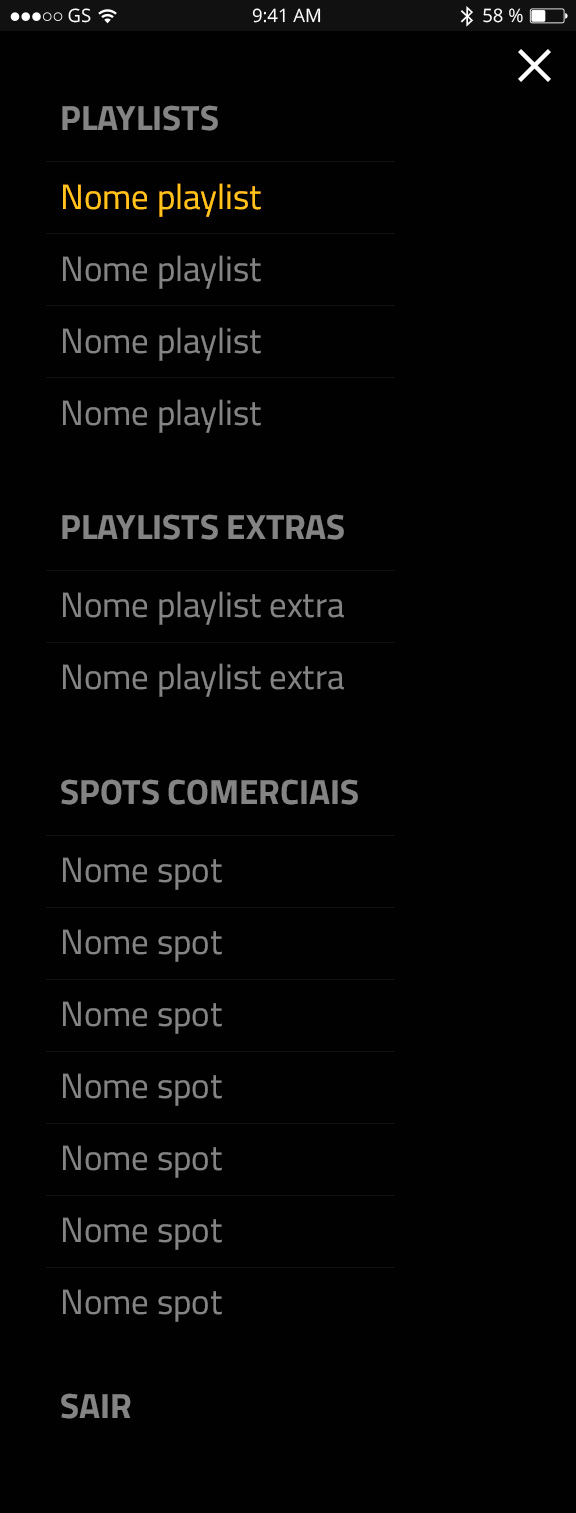 GS 9:41 AM 58 %
PLAYLISTS
Nome playlist
Nome playlist
Nome playlist
Nome playlist
PLAYLISTS EXTRAS
Nome playlist extra
Nome playlist extra
SPOTS COMERCIAIS
Nome spot
Nome spot
Nome spot
Nome spot
Nome spot
Nome spot
Nome spot
SAIR